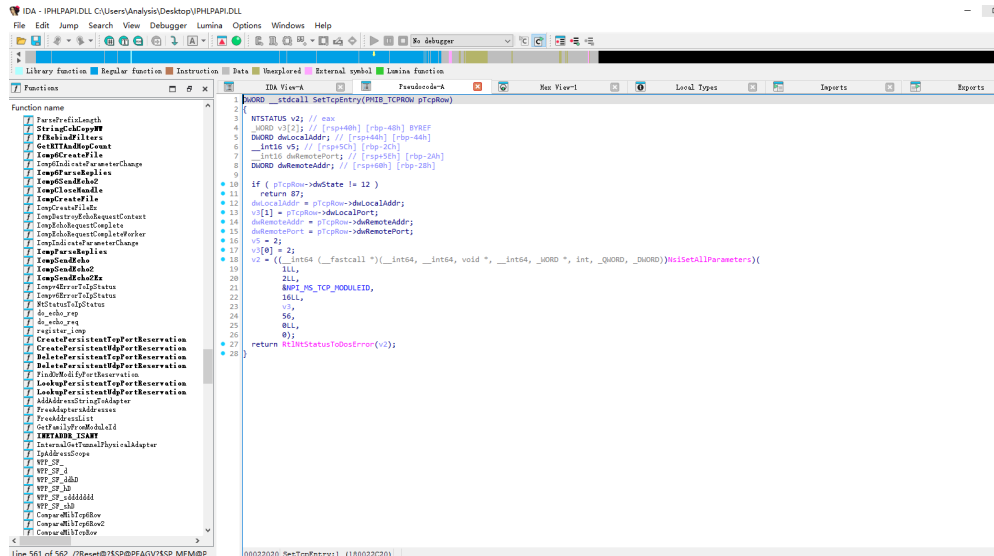 IDA - IPHLPAPI.DLL C:\Users\Analysis\Desktop\IPHLPAPI.DLL
File Edit Jump Search View Debugger Lumina Options Windows Help
No debugger
Library function Regular function Instruction Data Unexplored External symbol Lumina function
Functions
IDA View-A Pseudocode-A Hex View-1 Local Types Imports Exports
Function name
ParsePrefixLength
StringCchCopyNW
PfRebindFilters
GetRTTAndHopCount
Icmp6CreateFile
Icmp6IndicateParameterChange
Icmp6ParseReplies
Icmp6SendEcho2
IcmpCloseHandle
IcmpCreateFile
IcmpCreateFileEx
IcmpDestroyEchoRequestContext
IcmpEchoRequestComplete
IcmpEchoRequestCompleteWorker
IcmpIndicateParameterChange
IcmpParseReplies
IcmpSendEcho
IcmpSendEcho2
IcmpSendEcho2Ex
Icmpv4ErrorToIpStatus
Icmpv6ErrorToIpStatus
NtStatusToIpStatus
do_echo_rep
do_echo_req
register_icmp
CreatePersistentTcpPortReservation
CreatePersistentUdpPortReservation
DeletePersistentTcpPortReservation
DeletePersistentUdpPortReservation
FindOrModifyPortReservation
LookupPersistentTcpPortReservation
LookupPersistentUdpPortReservation
AddAddressStringToAdapter
FreeAdaptersAddresses
FreeAddressList
GetFamilyFromModuleId
INETADDR_ISANY
InternalGetTunnelPhysicalAdapter
IpAddressScope
WPP_SF_
WPP_SF_d
WPP_SF_ddhD
WPP_SF_hD
WPP_SF_sddddddd
WPP_SF_shD
CompareMibTcp6Row
CompareMibTcp6Row2
CompareMibTcpRow
Line 561 of 562, /?Reset@?$SP@PEAGV?$SP_MEM@P
1 DWORD __stdcall SetTcpEntry(PMIB_TCPROW pTcpRow)
2 {
3 NTSTATUS v2; // eax
4 _WORD v3[2]; // [rsp+40h] [rbp-48h] BYREF
5 DWORD dwLocalAddr; // [rsp+44h] [rbp-44h]
6 __int16 v5; // [rsp+5Ch] [rbp-2Ch]
7 __int16 dwRemotePort; // [rsp+5Eh] [rbp-2Ah]
8 DWORD dwRemoteAddr; // [rsp+60h] [rbp-28h]
9
10 if ( pTcpRow->dwState != 12 )
11 return 87;
12 dwLocalAddr = pTcpRow->dwLocalAddr;
13 v3[1] = pTcpRow->dwLocalPort;
14 dwRemoteAddr = pTcpRow->dwRemoteAddr;
15 dwRemotePort = pTcpRow->dwRemotePort;
16 v5 = 2;
17 v3[0] = 2;
18 v2 = ((__int64 (__fastcall *)(__int64, __int64, void *, __int64, _WORD *, int, _QWORD, _DWORD))NsiSetAllParameters)(
19 1LL,
20 2LL,
21 &NPI_MS_TCP_MODULEID,
22 16LL,
23 v3,
24 56,
25 0LL,
26 0);
27 return RtlNtStatusToDosError(v2);
28 }
00022020 SetTcpEntry:1 (180022C20)